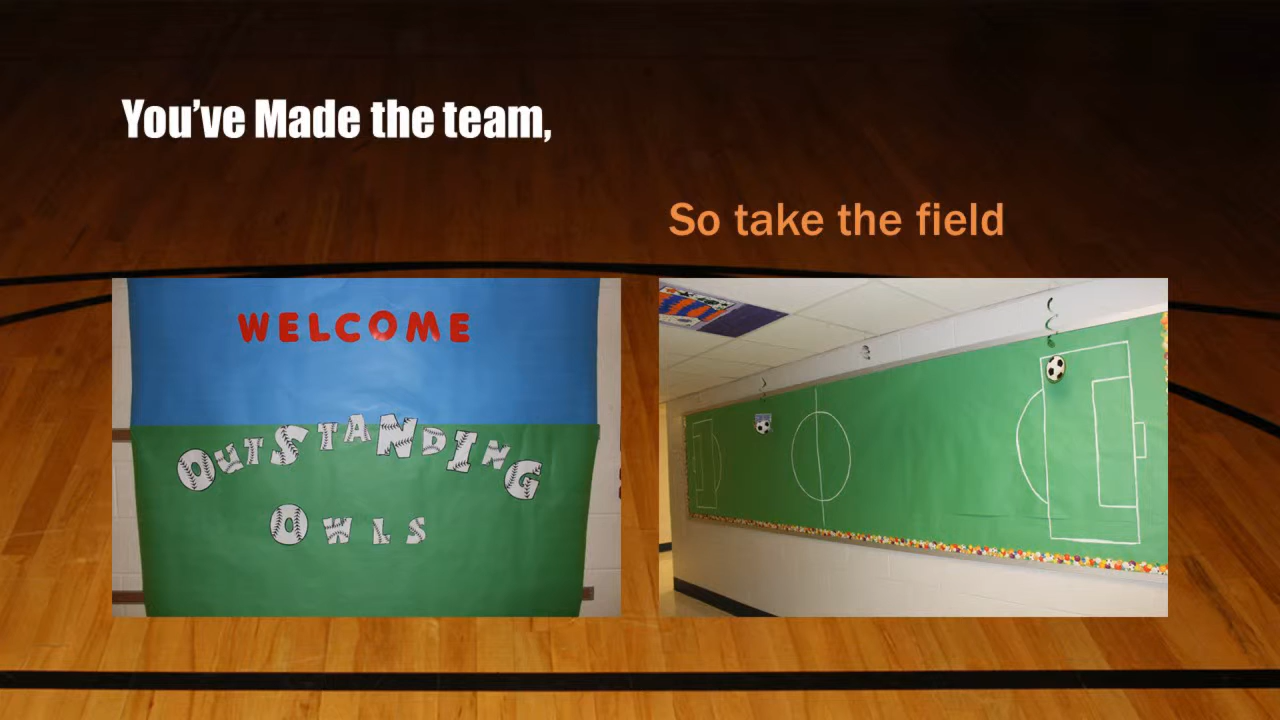 You've Made the team,
So take the field
WELCOME
OUTSTANDING
OWLS